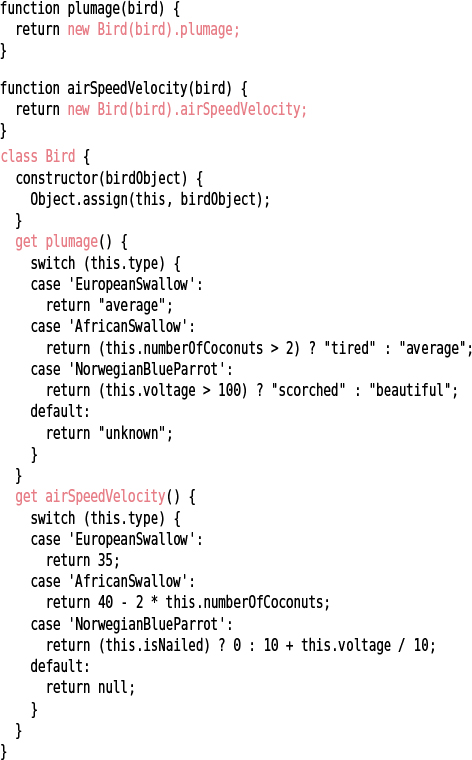 function plumage(bird) {
  return new Bird(bird).plumage;
}

function airSpeedVelocity(bird) {
  return new Bird(bird).airSpeedVelocity;
}
class Bird {
  constructor(birdObject) {
    Object.assign(this, birdObject);
  }
  get plumage() {
    switch (this.type) {
    case 'EuropeanSwallow':
      return "average";
    case 'AfricanSwallow':
      return (this.numberOfCoconuts > 2) ? "tired" : "average";
    case 'NorwegianBlueParrot':
      return (this.voltage > 100) ? "scorched" : "beautiful";
    default:
      return "unknown";
    }
  }
  get airSpeedVelocity() {
    switch (this.type) {
    case 'EuropeanSwallow':
      return 35;
    case 'AfricanSwallow':
      return 40 - 2 * this.numberOfCoconuts;
    case 'NorwegianBlueParrot':
      return (this.isNailed) ? 0 : 10 + this.voltage / 10;
    default:
      return null;
    }
  }
}